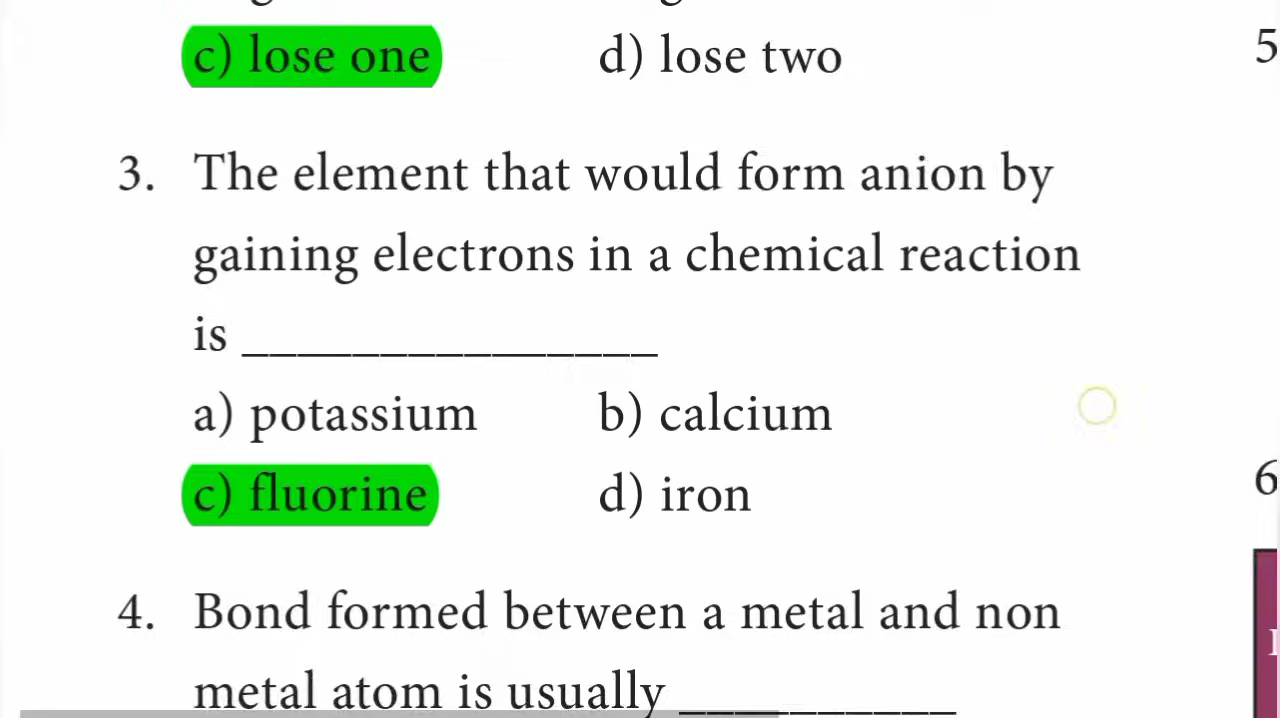 c) lose one d) lose two
5
3. The element that would form anion by
gaining electrons in a chemical reaction
is _______________
a) potassium b) calcium
c) fluorine d) iron
6
4. Bond formed between a metal and non
metal atom is usually __________